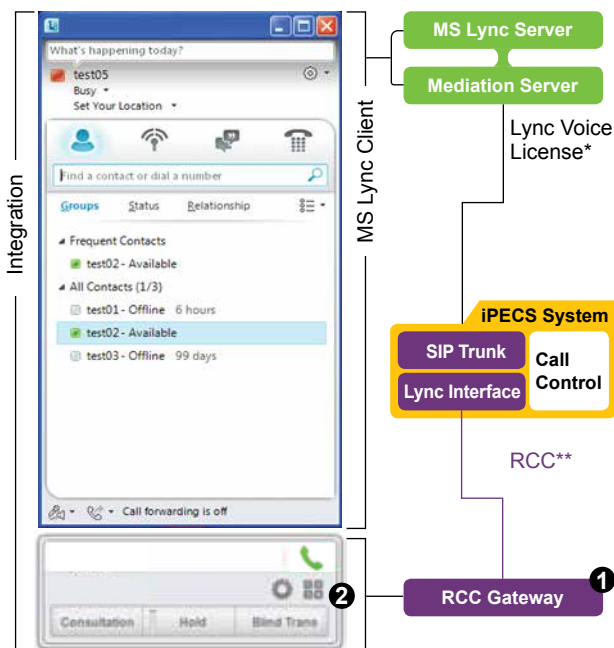 Integration
What's happening today?
test05
Busy
Set Your Location
Find a contact or dial a number
Groups Status Relationship
Frequent Contacts
test02 - Available
All Contacts (1/3)
test01 - Offline 6 hours
test02 - Available
test03 - Offline 99 days
Call forwarding is off
Consultation Hold Blind Trans
2
MS Lync Client
MS Lync Server
Mediation Server
Lync Voice
License*
iPECS System
SIP Trunk
Lync Interface
Call
Control
RCC**
RCC Gateway
1